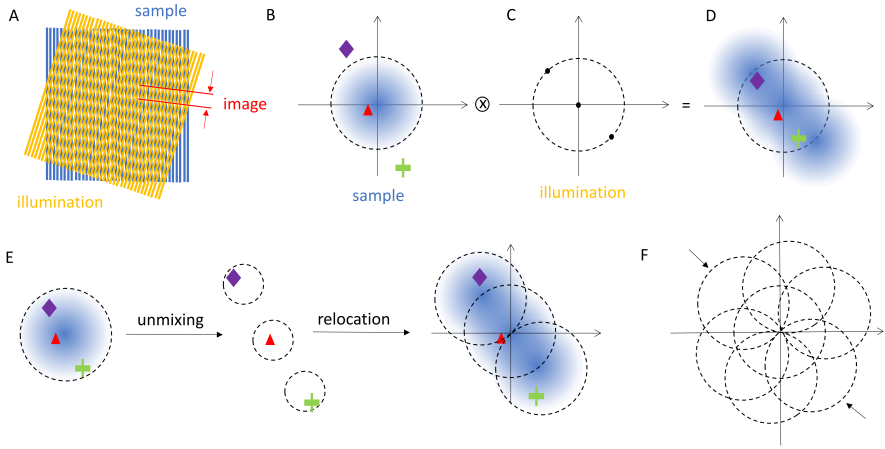 A
sample
image
illumination
B
sample
⊗
C
illumination
=
D
E
unmixing
relocation
F